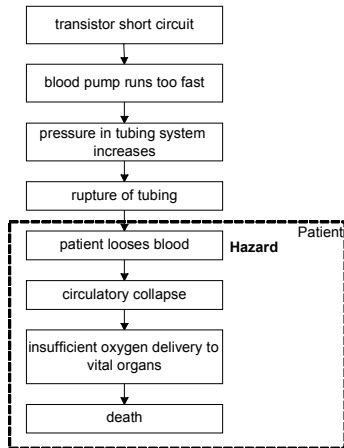 transistor short circuit
blood pump runs too fast
pressure in tubing system
increases
rupture of tubing
Patient
patient looses blood
Hazard
circulatory collapse
insufficient oxygen delivery to
vital organs
death